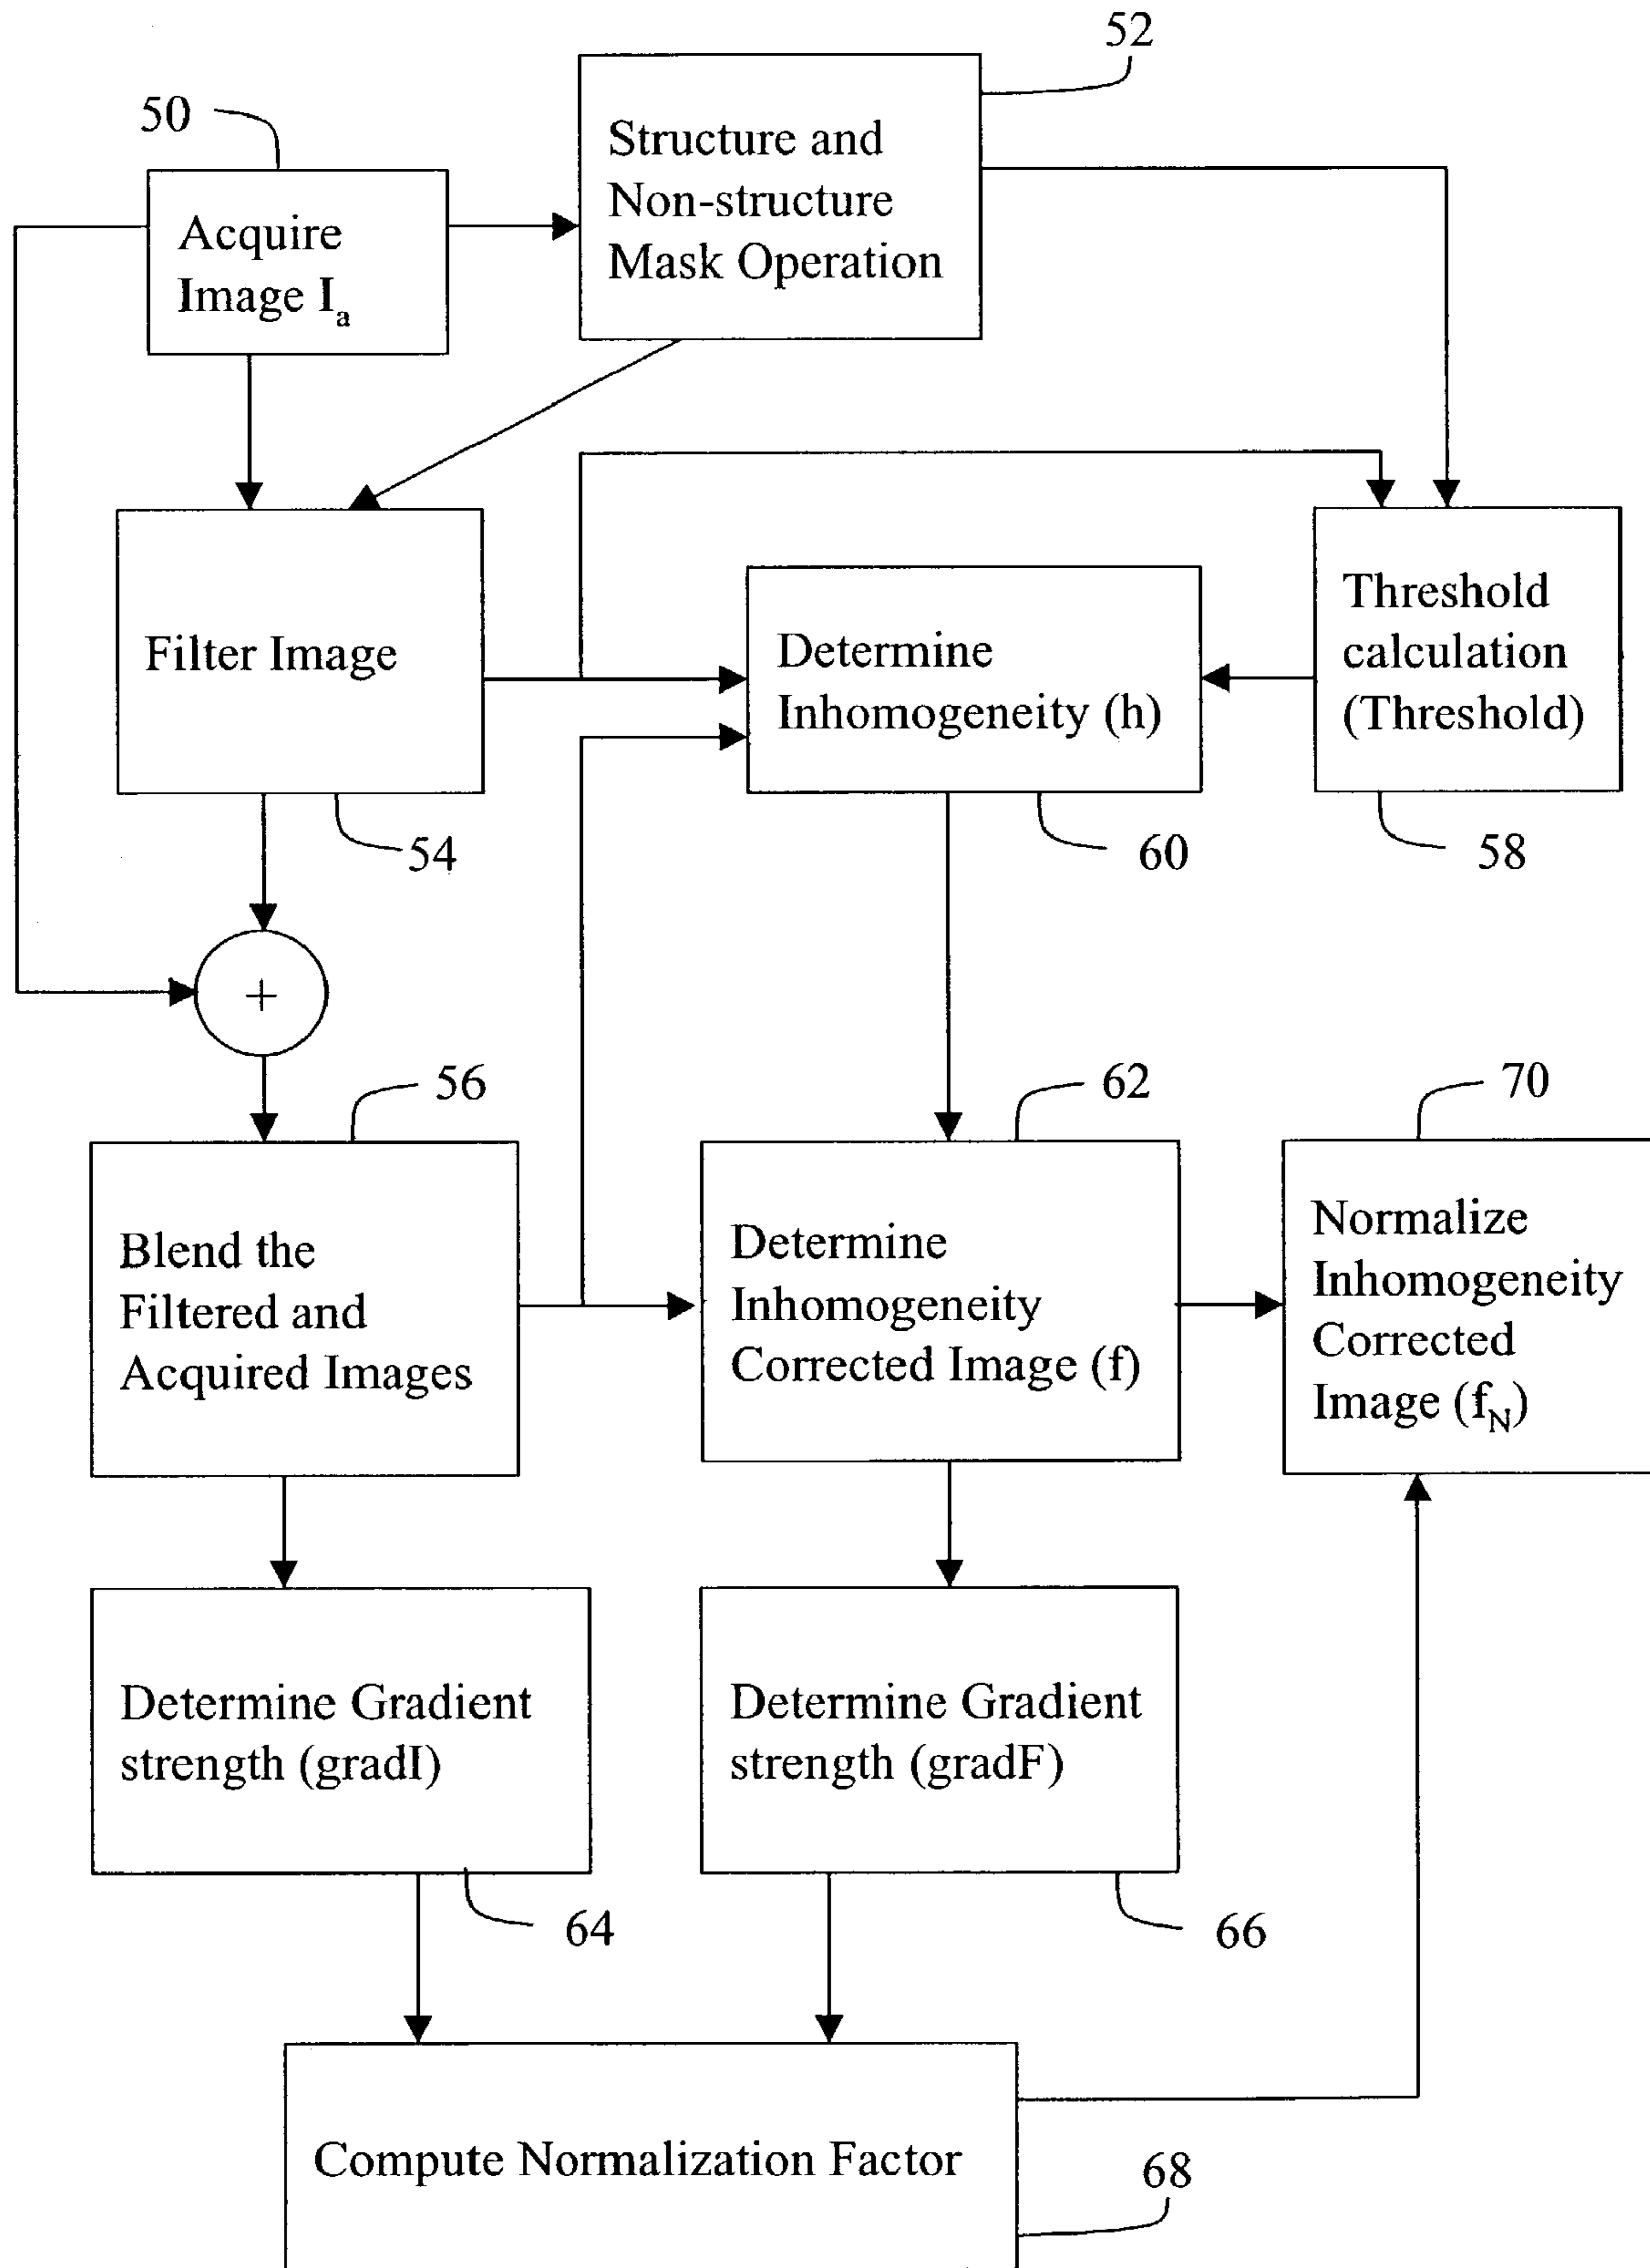 52
50
Structure and
Non-structure
Mask Operation
Acquire
Image Iₐ
Threshold
calculation
(Threshold)
Filter Image
Determine
Inhomogeneity (h)
54
60
58
+
56
62
70
Blend the
Filtered and
Acquired Images
Determine
Inhomogeneity
Corrected Image (f)
Normalize
Inhomogeneity
Corrected
Image (f_N)
Determine Gradient
strength (gradI)
Determine Gradient
strength (gradF)
64
66
Compute Normalization Factor
68